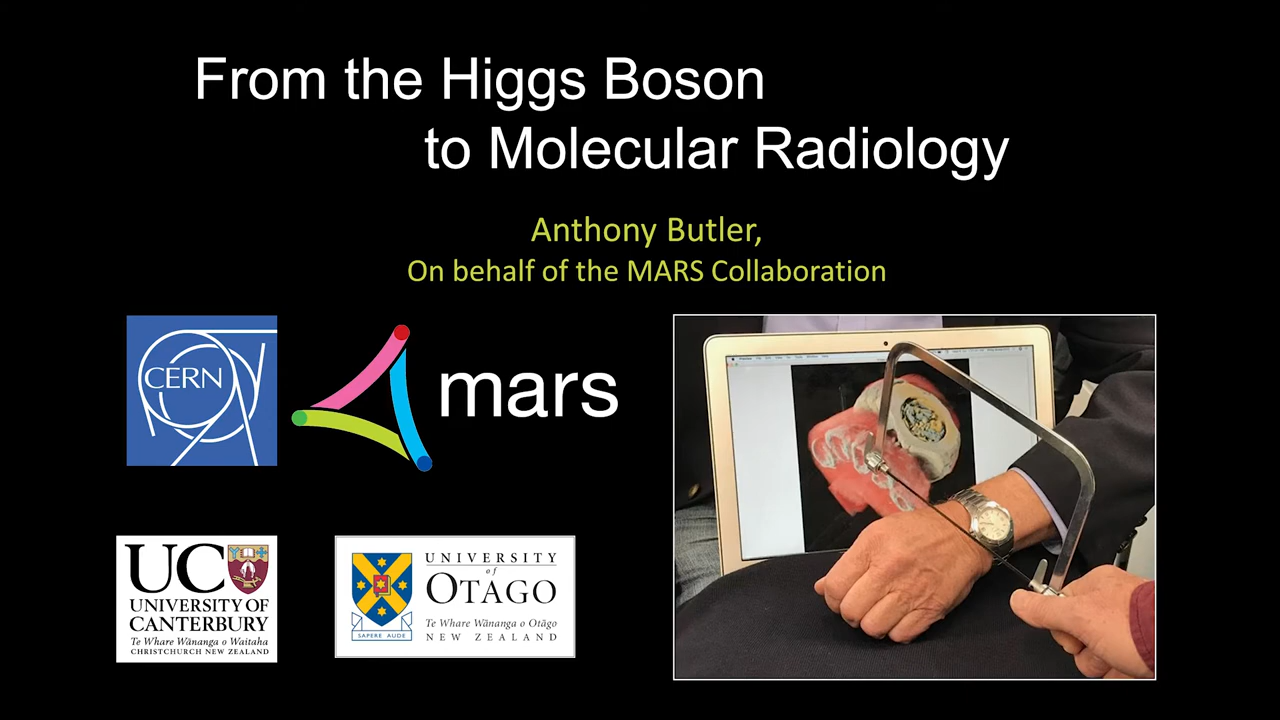 From the Higgs Boson
to Molecular Radiology
Anthony Butler,
On behalf of the MARS Collaboration
CERN
mars
UC
UNIVERSITY OF
CANTERBURY
Te Whare Wānanga o Waitaha
CHRISTCHURCH NEW ZEALAND
UNIVERSITY
of
OTAGO
Te Whare Wānanga o Otāgo
NEW ZEALAND
SAPERE AUDE